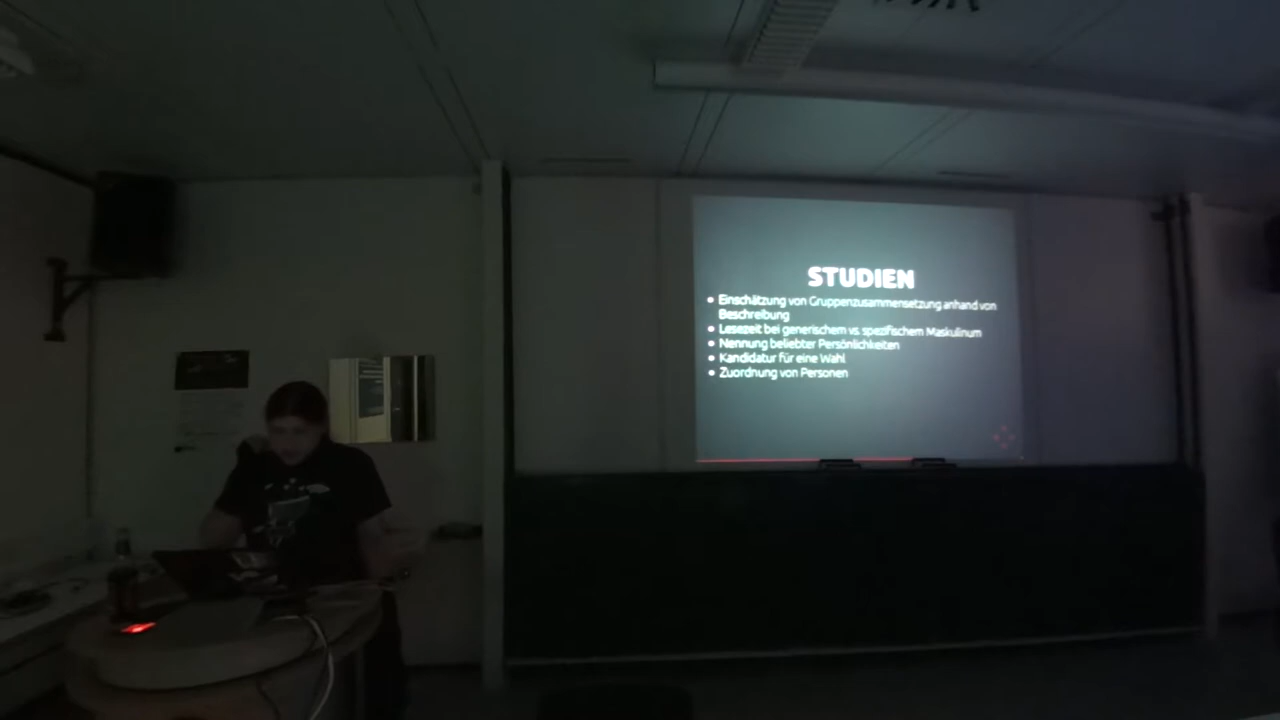 STUDIEN
Einschätzung von Gruppenzusammensetzung anhand von
Beschreibung
Lesezeit bei generischem vs. spezifischem Maskulinum
Nennung beliebter Persönlichkeiten
Kandidatur für eine Wahl
Zuordnung von Personen